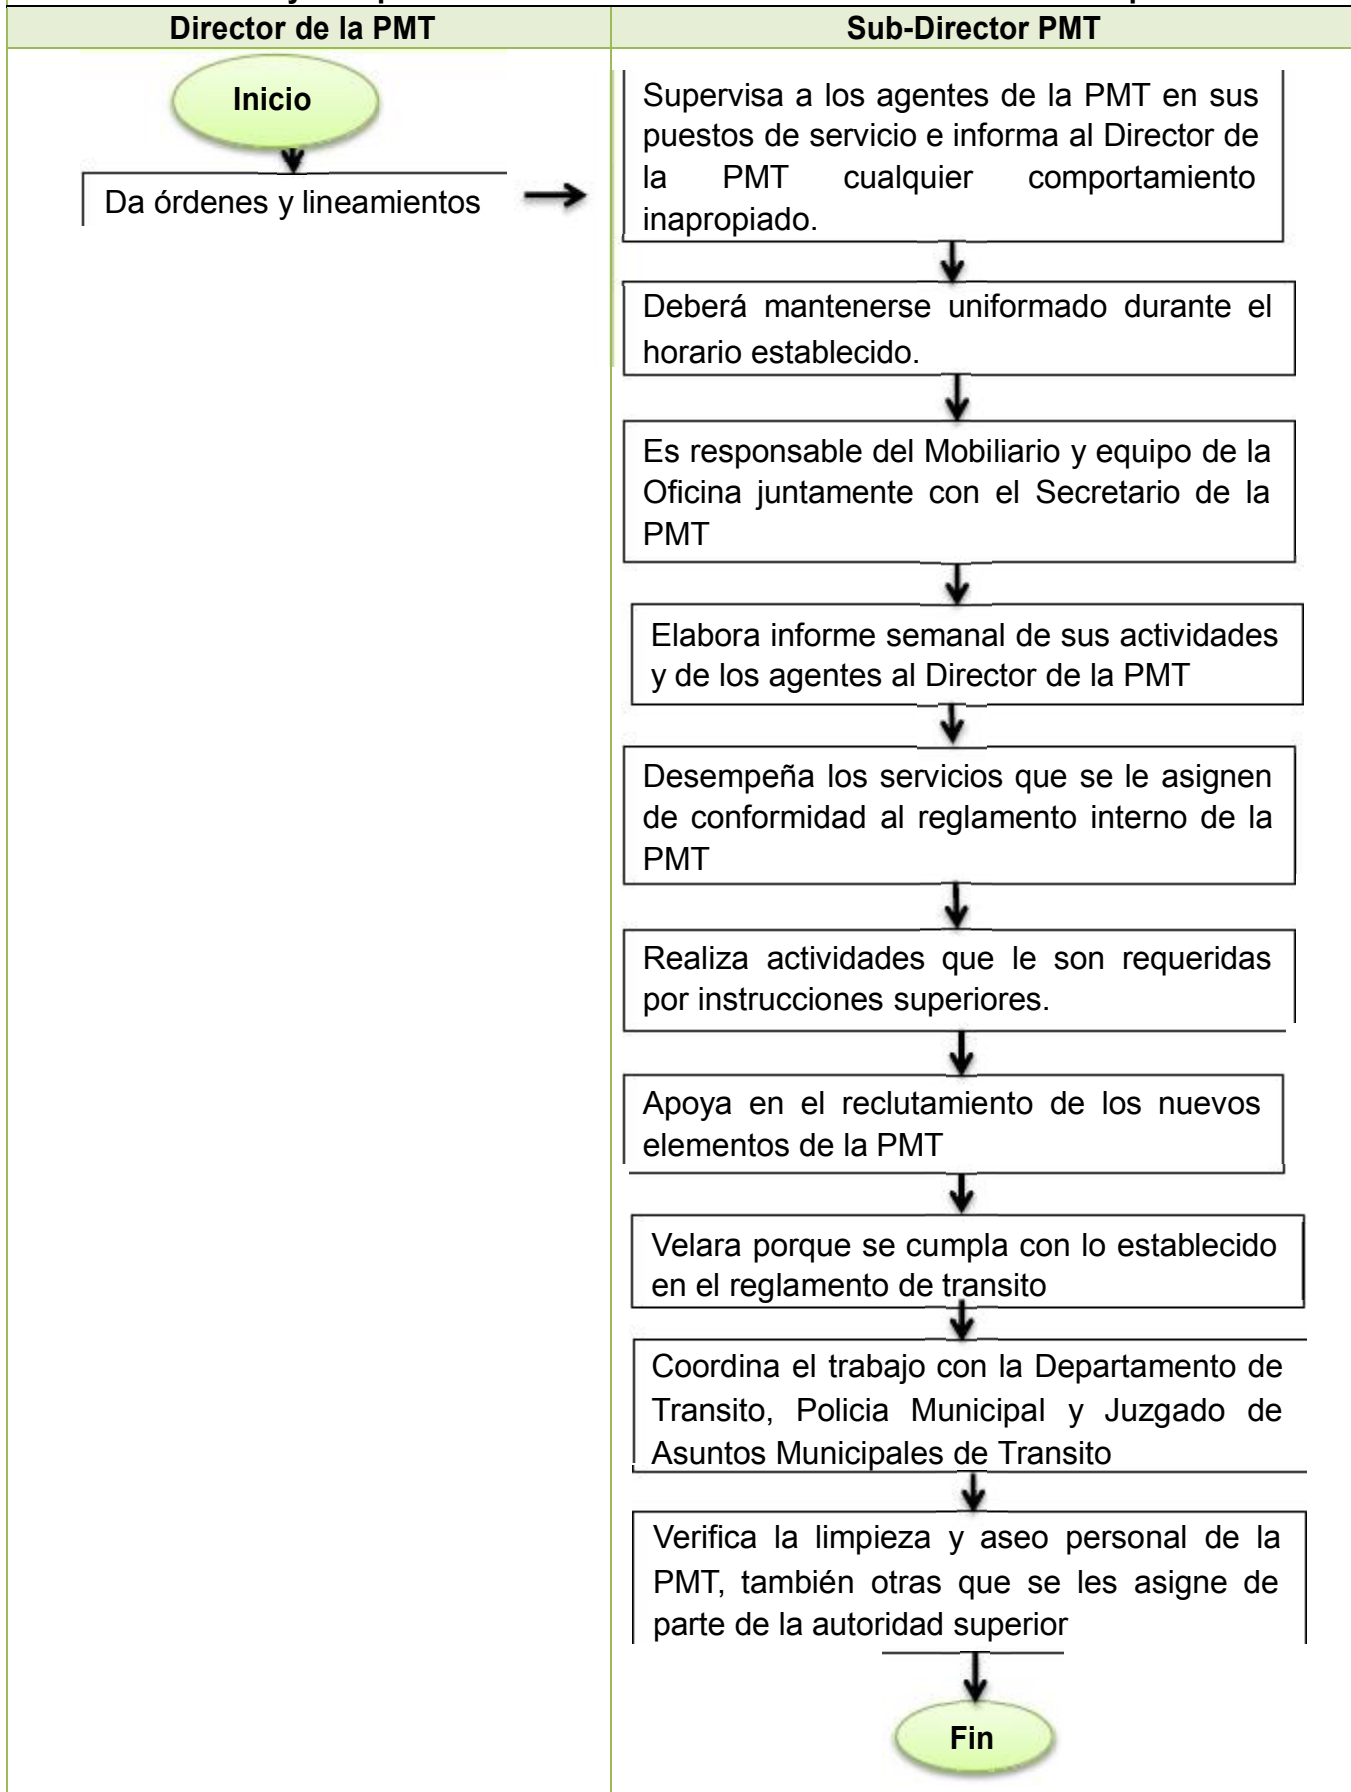 Director de la PMT
Sub-Director PMT
Inicio
Da órdenes y lineamientos
Supervisa a los agentes de la PMT en sus
puestos de servicio e informa al Director de
la PMT cualquier comportamiento
inapropiado.
Deberá mantenerse uniformado durante el
horario establecido.
Es responsable del Mobiliario y equipo de la
Oficina juntamente con el Secretario de la
PMT
Elabora informe semanal de sus actividades
y de los agentes al Director de la PMT
Desempeña los servicios que se le asignen
de conformidad al reglamento interno de la
PMT
Realiza actividades que le son requeridas
por instrucciones superiores.
Apoya en el reclutamiento de los nuevos
elementos de la PMT
Velara porque se cumpla con lo establecido
en el reglamento de transito
Coordina el trabajo con la Departamento de
Transito, Policia Municipal y Juzgado de
Asuntos Municipales de Transito
Verifica la limpieza y aseo personal de la
PMT, también otras que se les asigne de
parte de la autoridad superior
Fin